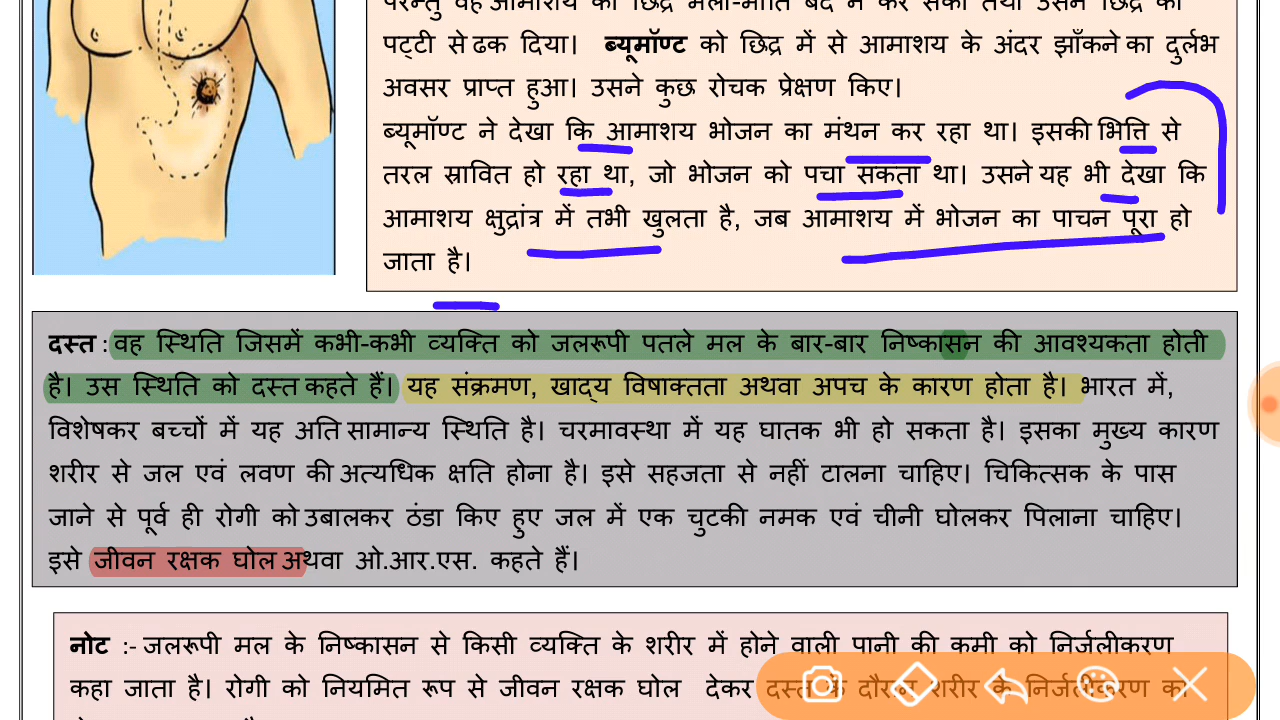 परन्तु वह आमाशय का छिद्र भली-भाँति बंद न कर सका तथा उसने छिद्र को
पट्टी से ढक दिया। ब्यूमॉण्ट को छिद्र में से आमाशय के अंदर झाँकने का दुर्लभ
अवसर प्राप्त हुआ। उसने कुछ रोचक प्रेक्षण किए।
ब्यूमॉण्ट ने देखा कि आमाशय भोजन का मंथन कर रहा था। इसकी भित्ति से
तरल स्रावित हो रहा था, जो भोजन को पचा सकता था। उसने यह भी देखा कि
आमाशय क्षुद्रांत्र में तभी खुलता है, जब आमाशय में भोजन का पाचन पूरा हो
जाता है।
दस्त : वह स्थिति जिसमें कभी-कभी व्यक्ति को जलरूपी पतले मल के बार-बार निष्कासन की आवश्यकता होती
है। उस स्थिति को दस्त कहते हैं। यह संक्रमण, खाद्य विषाक्तता अथवा अपच के कारण होता है। भारत में,
विशेषकर बच्चों में यह अति सामान्य स्थिति है। चरमावस्था में यह घातक भी हो सकता है। इसका मुख्य कारण
शरीर से जल एवं लवण की अत्यधिक क्षति होना है। इसे सहजता से नहीं टालना चाहिए। चिकित्सक के पास
जाने से पूर्व ही रोगी को उबालकर ठंडा किए हुए जल में एक चुटकी नमक एवं चीनी घोलकर पिलाना चाहिए।
इसे जीवन रक्षक घोल अथवा ओ.आर.एस. कहते हैं।
नोट :- जलरूपी मल के निष्कासन से किसी व्यक्ति के शरीर में होने वाली पानी की कमी को निर्जलीकरण
कहा जाता है। रोगी को नियमित रूप से जीवन रक्षक घोल देकर दस्त के दौरान शरीर के निर्जलीकरण को